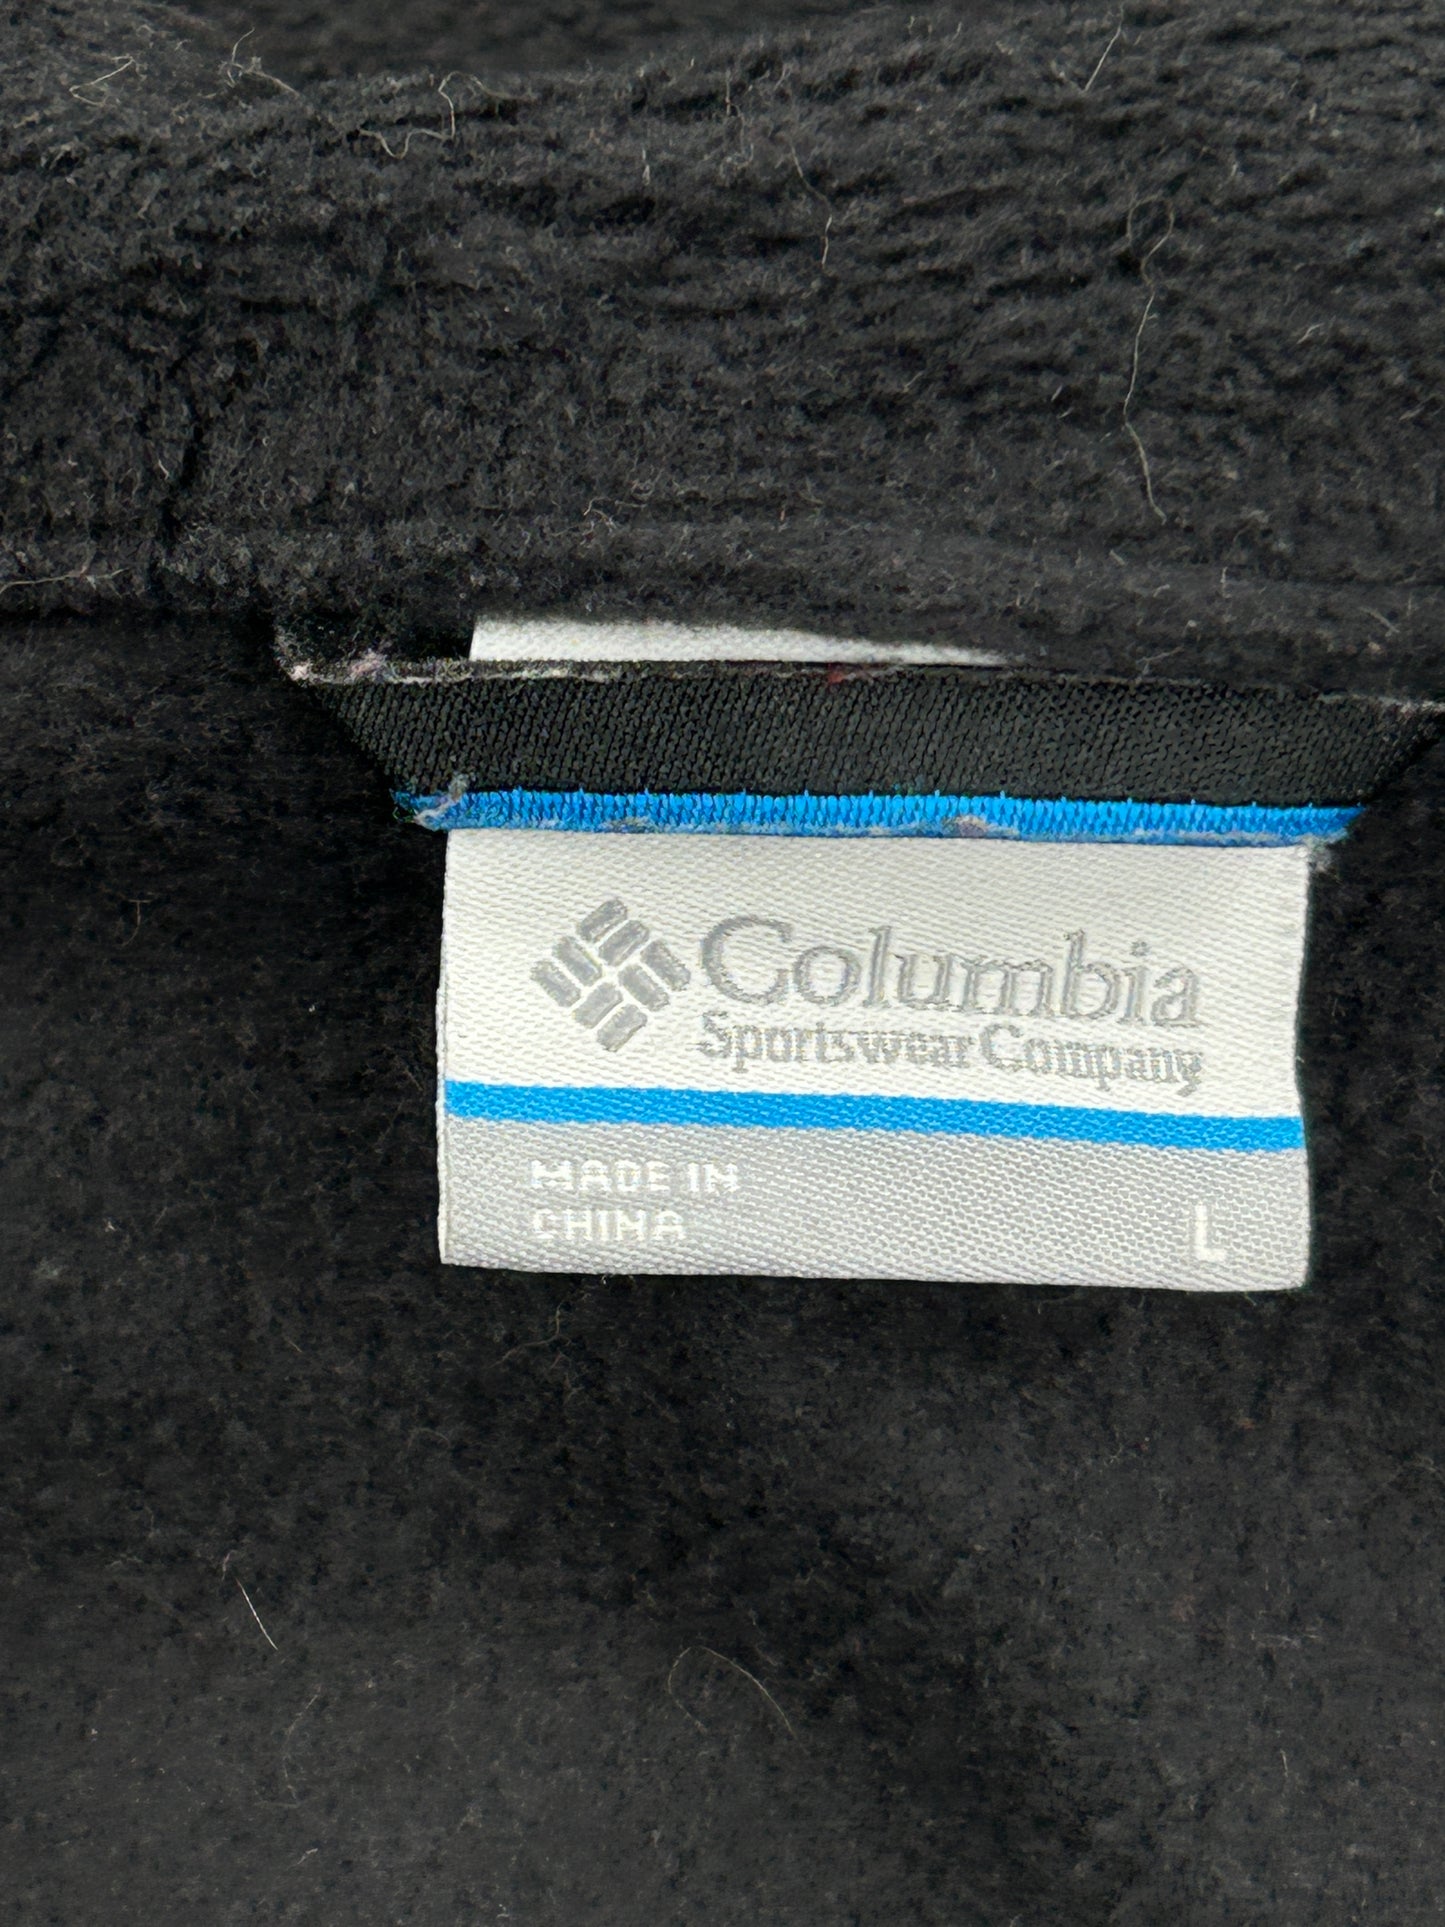 Columbia
Sportswear Company
MADE IN
CHINA
L